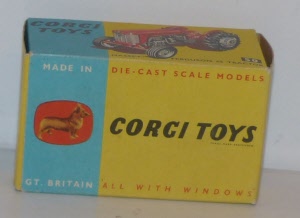 CORGI
TOYS
MADE IN DIE-CAST SCALE MODELS
CORGI TOYS
GT. BRITAIN ALL WITH WINDOWS